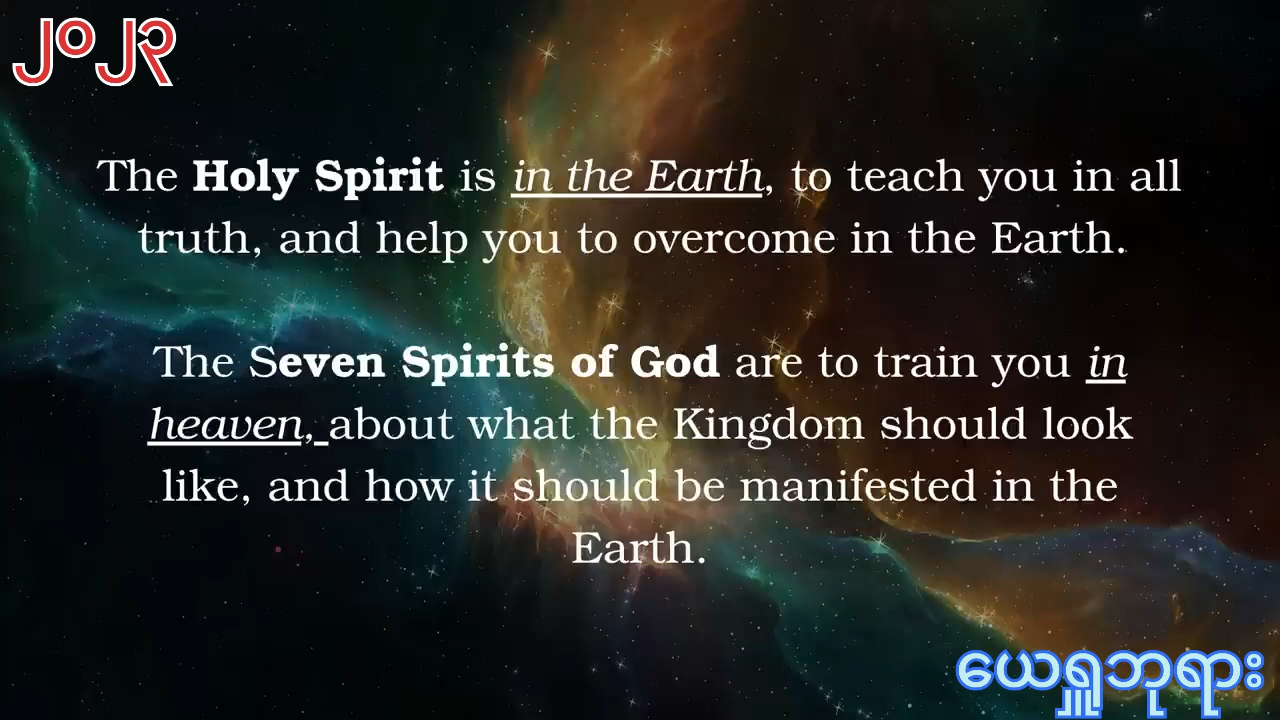 JOJR
The Holy Spirit is in the Earth, to teach you in all
truth, and help you to overcome in the Earth.
The Seven Spirits of God are to train you in
heaven, about what the Kingdom should look
like, and how it should be manifested in the
Earth.
ယေရှုဘုရား